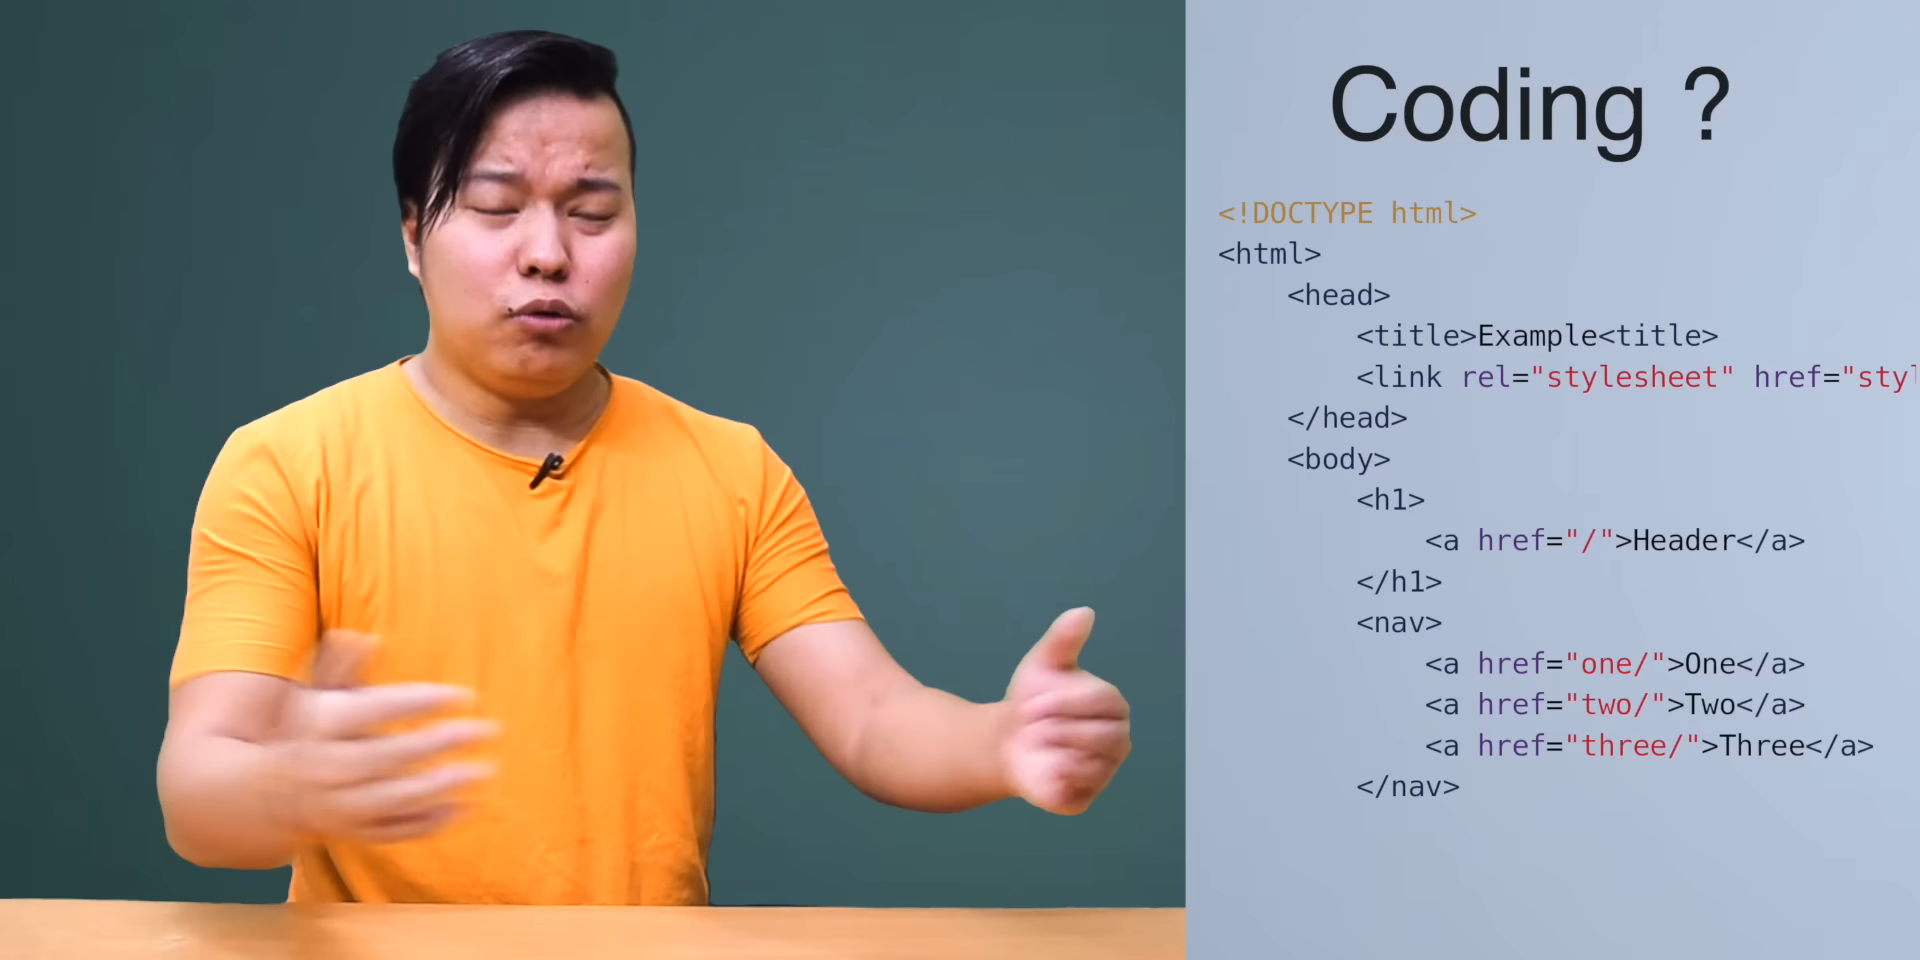 Coding ?
<!DOCTYPE html>
<html>
<head>
<title>Example<title>
<link rel="stylesheet" href="sty
</head>
<body>
<h1>
<a href="/">Header</a>
</h1>
<nav>
<a href="one/">One</a>
<a href="two/">Two</a>
<a href="three/">Three</a>
</nav>